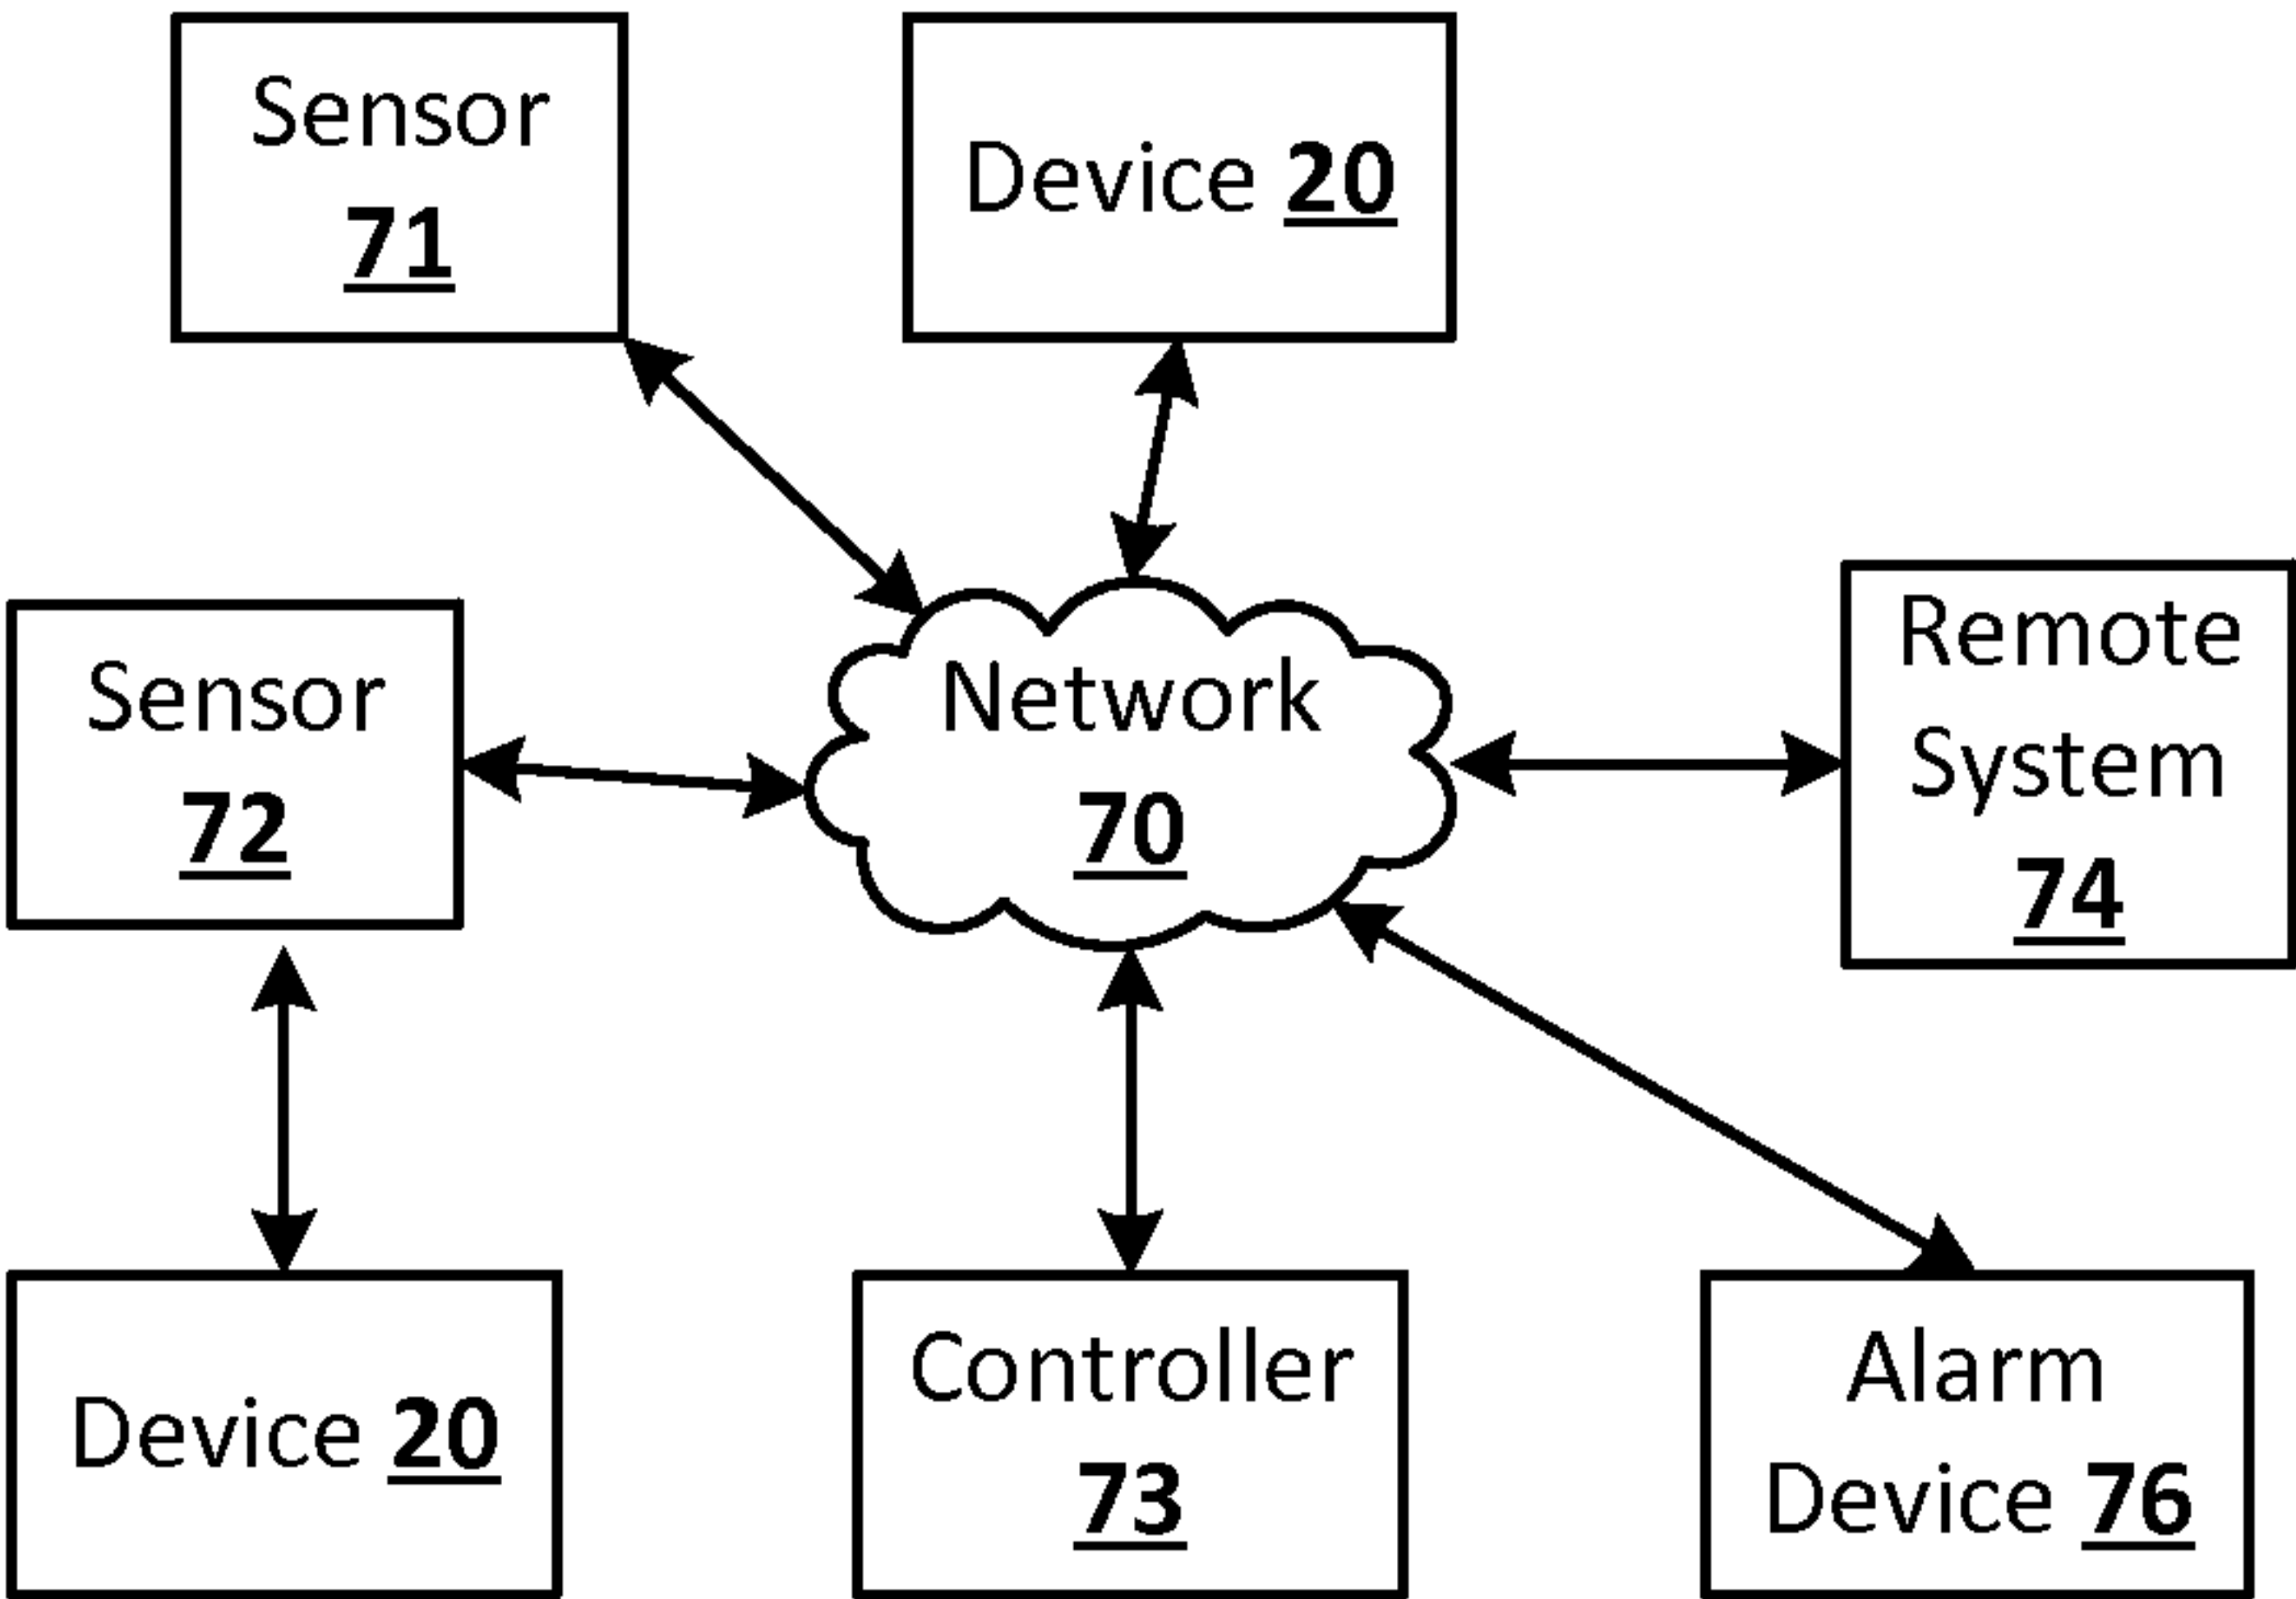 Sensor
71
Device 20
Sensor
72
Network
70
Remote
System
74
Device 20
Controller
73
Alarm
Device 76